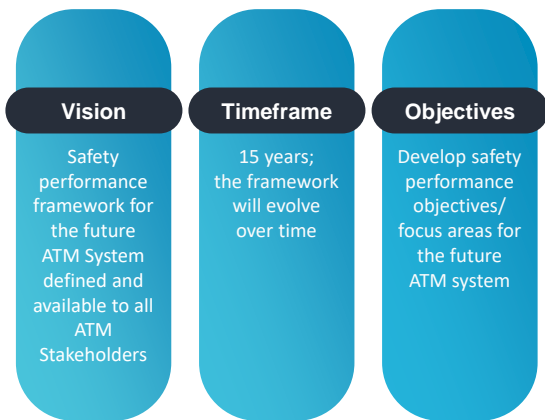 Vision
Safety
performance
framework for
the future
ATM System
defined and
available to all
ATM
Stakeholders
Timeframe
15 years;
the framework
will evolve
over time
Objectives
Develop safety
performance
objectives/
focus areas for
the future
ATM system